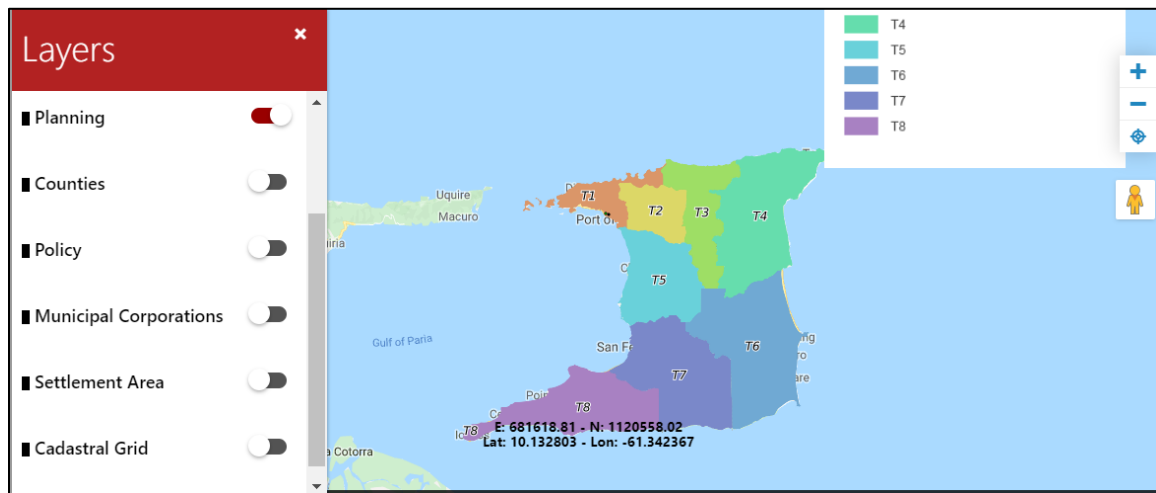 Layers
×
Planning
Counties
Policy
Municipal Corporations
Settlement Area
Cadastral Grid
T4
T5
T6
T7
T8
Uquire
Macuro
Gulf of Paria
Port of
San F
T1
T2
T3
T4
T5
T6
T7
T8
T8
Cotorra
E: 681618.81 - N: 1120558.02
Lat: 10.132803 - Lon: -61.342367